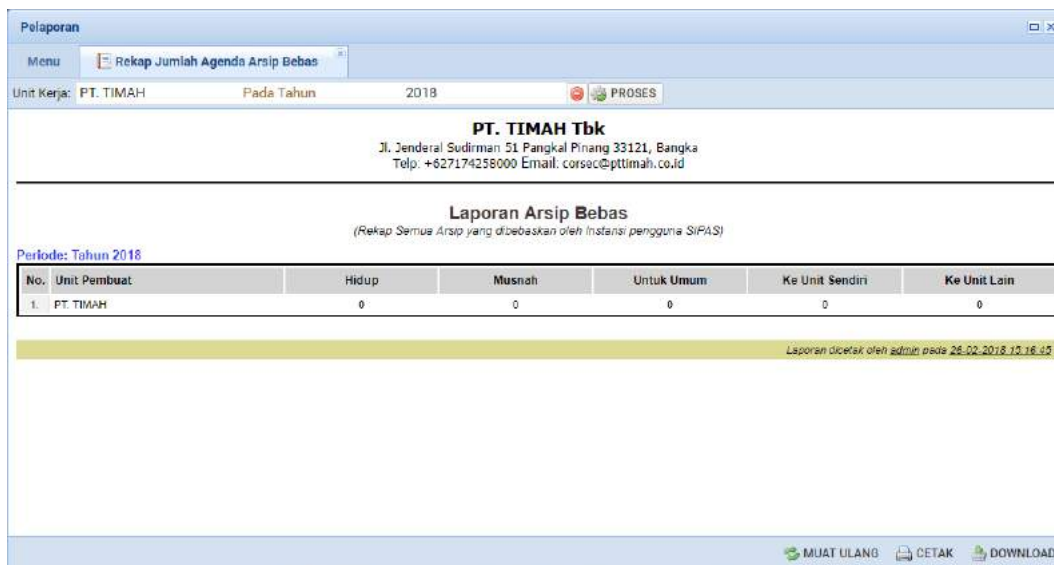 Pelaporan
Menu Rekap Jumlah Agenda Arsip Bebas
Unit Kerja: PT. TIMAH Pada Tahun 2018 PROSES
PT. TIMAH Tbk
Jl. Jenderal Sudirman 51 Pangkal Pinang 33121, Bangka
Telp: +627174258000 Email: corsec@pttimah.co.id
Laporan Arsip Bebas
(Rekap Semua Arsip yang dibebaskan oleh Instansi pengguna SIPAS)
Periode: Tahun 2018
No. Unit Pembuat Hidup Musnah Untuk Umum Ke Unit Sendiri Ke Unit Lain
1. PT. TIMAH 0 0 0 0 0
Laporan dicetak oleh admin pada 26-02-2018 15:16:45
MUAT ULANG CETAK DOWNLOAD